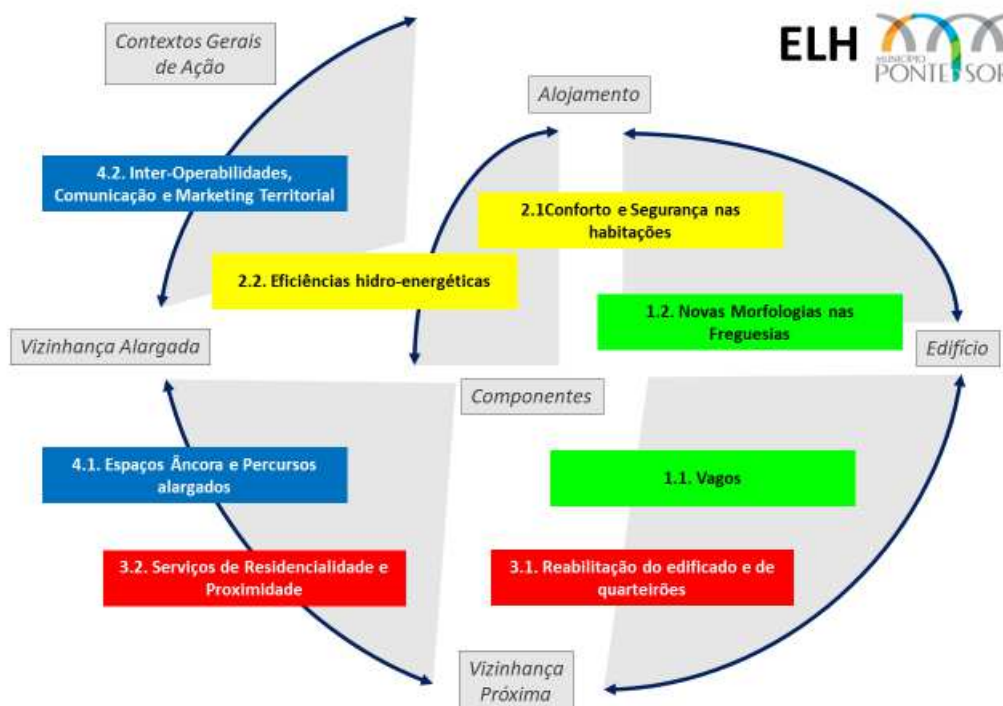 Contextos Gerais
de Ação
ELH
MUNICÍPIO
PONTE SOR
Alojamento
4.2. Inter-Operabilidades,
Comunicação e Marketing Territorial
2.1Conforto e Segurança nas
habitações
2.2. Eficiências hidro-energéticas
1.2. Novas Morfologias nas
Freguesias
Vizinhança Alargada
Edifício
Componentes
4.1. Espaços Âncora e Percursos
alargados
1.1. Vagos
3.2. Serviços de Residencialidade e
Proximidade
3.1. Reabilitação do edificado e de
quarteirões
Vizinhança
Próxima